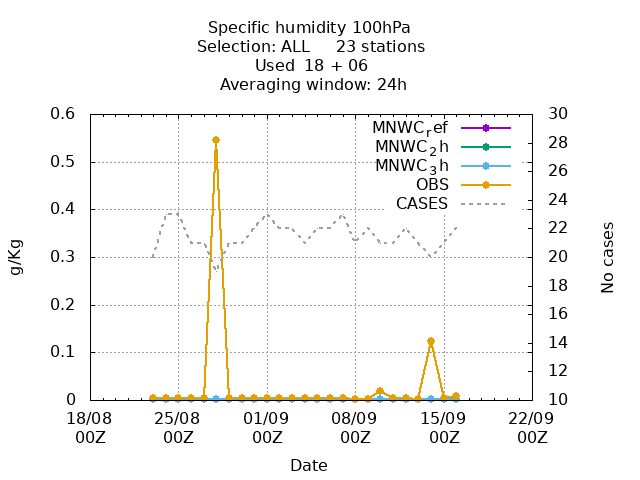 Specific humidity 100hPa
Selection: ALL 23 stations
Used 18 + 06
Averaging window: 24h
0.6
0.5
0.4
0.3
0.2
0.1
0
g/Kg
30
28
26
24
22
20
18
16
14
12
10
No cases
MNWC_ref
MNWC_2h
MNWC_3h
OBS
CASES
18/08 25/08 01/09 08/09 15/09 22/09
00Z 00Z 00Z 00Z 00Z 00Z
Date